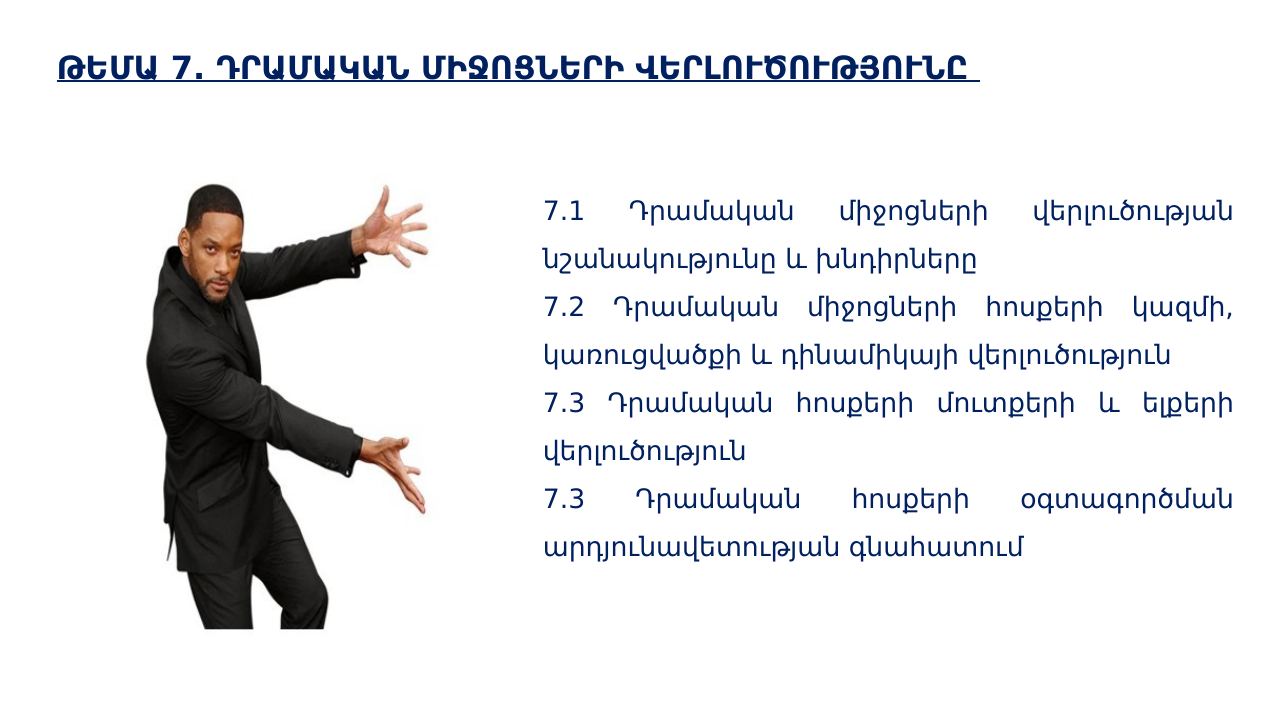 ԹԵՄԱ 7. ԴՐԱՄԱԿԱՆ ՄԻՋՈՑՆԵՐԻ ՎԵՐԼՈՒԾՈՒԹՅՈՒՆԸ
7.1 Դրամական միջոցների վերլուծության
նշանակությունը և խնդիրները
7.2 Դրամական միջոցների հոսքերի կազմի,
կառուցվածքի և դինամիկայի վերլուծություն
7.3 Դրամական հոսքերի մուտքերի և ելքերի
վերլուծություն
7.3 Դրամական հոսքերի օգտագործման
արդյունավետության գնահատում